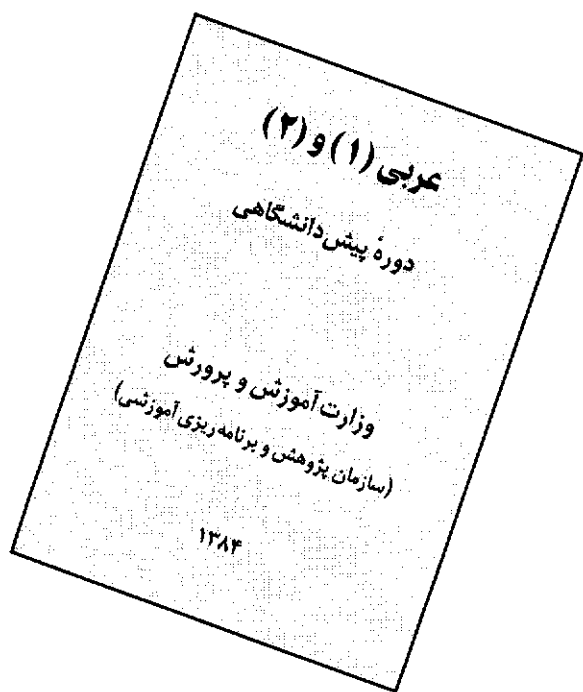 عربی (۱) و (۲)
دورهٔ پیش‌دانشگاهی
وزارت آموزش و پرورش
(سازمان پژوهش و برنامه‌ریزی آموزشی)
۱۳۸۴